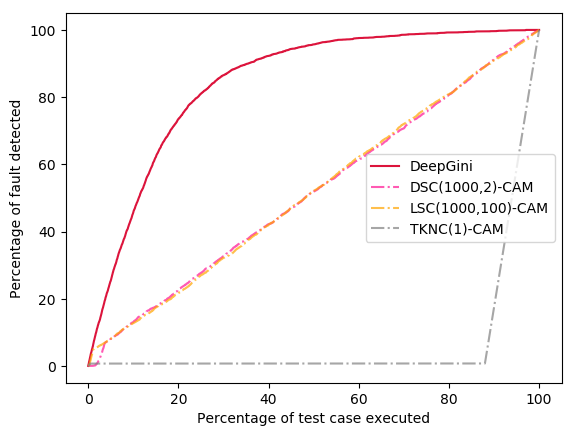 100
80
60
40
20
0
Percentage of fault detected
DeepGini
DSC(1000,2)-CAM
LSC(1000,100)-CAM
TKNC(1)-CAM
0 20 40 60 80 100
Percentage of test case executed